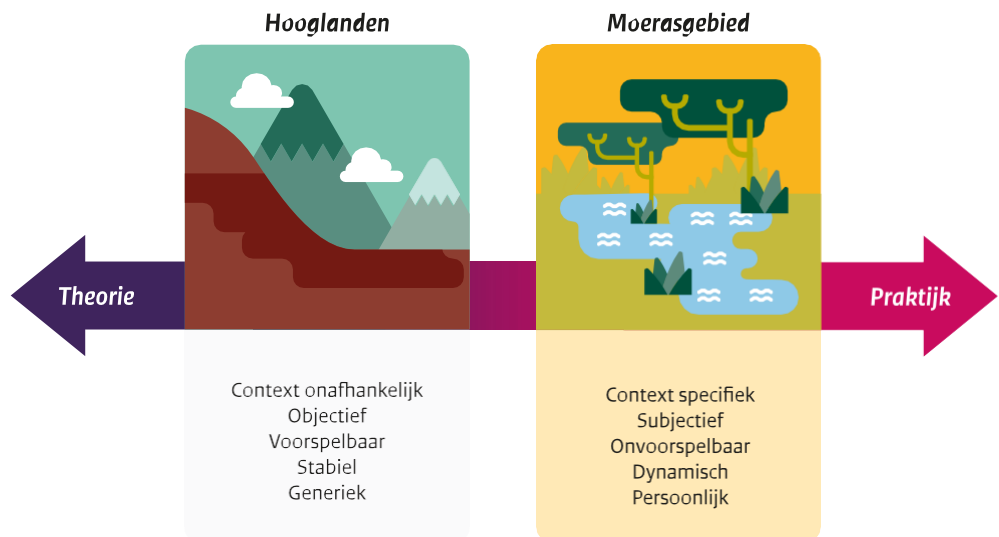 Hooglanden
Moerasgebied
Theorie
Praktijk
Context onafhankelijk
Objectief
Voorspelbaar
Stabiel
Generiek
Context specifiek
Subjectief
Onvoorspelbaar
Dynamisch
Persoonlijk